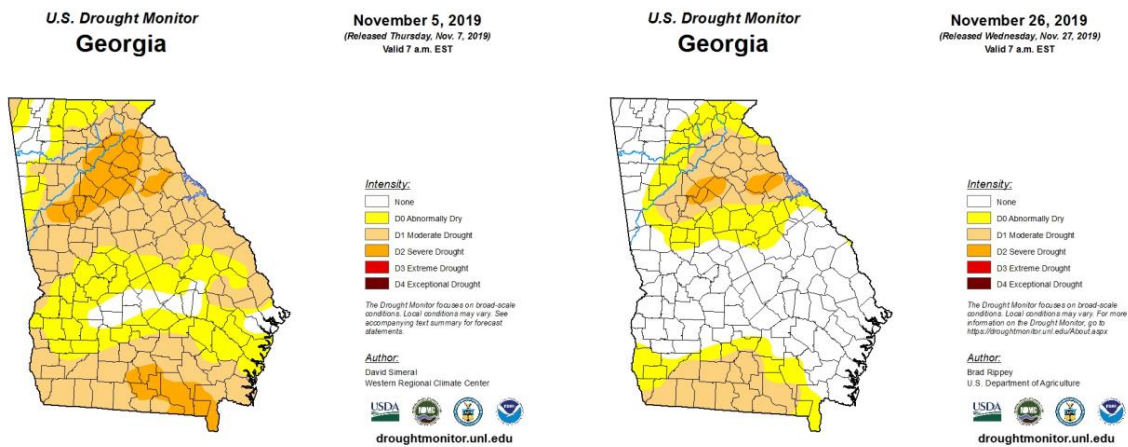 U.S. Drought Monitor
Georgia
November 5, 2019
(Released Thursday, Nov. 7, 2019)
Valid 7 a.m. EST
Intensity:
None
D0 Abnormally Dry
D1 Moderate Drought
D2 Severe Drought
D3 Extreme Drought
D4 Exceptional Drought
The Drought Monitor focuses on broad-scale
conditions. Local conditions may vary. See
accompanying text summary for forecast
statements.
Author:
David Simeral
Western Regional Climate Center
USDA
NDMC
droughtmonitor.unl.edu
U.S. Drought Monitor
Georgia
November 26, 2019
(Released Wednesday, Nov. 27, 2019)
Valid 7 a.m. EST
Intensity:
None
D0 Abnormally Dry
D1 Moderate Drought
D2 Severe Drought
D3 Extreme Drought
D4 Exceptional Drought
The Drought Monitor focuses on broad-scale
conditions. Local conditions may vary. For more
information on the Drought Monitor, go to
https://droughtmonitor.unl.edu/About.aspx
Author:
Brad Rippey
U.S. Department of Agriculture
USDA
NDMC
droughtmonitor.unl.edu